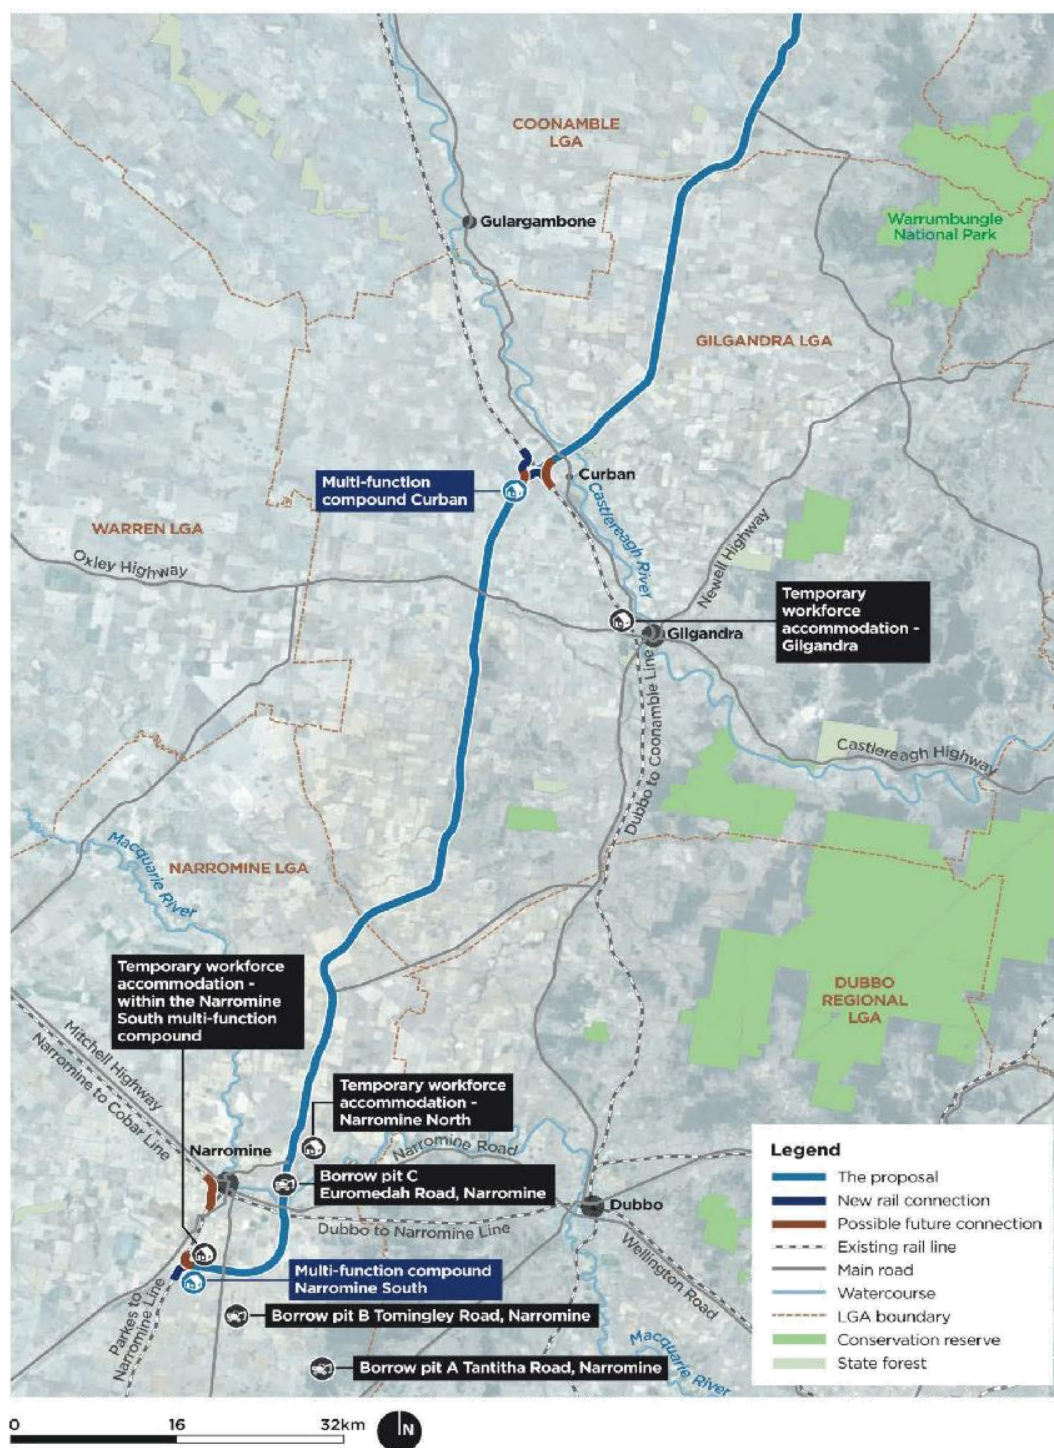 COONAMBLE
LGA
Gulargambone
Warrumbungle
National Park
GILGANDRA LGA
Multi-function
compound Curban
Curban
Castlereagh River
WARREN LGA
Oxley Highway
Newell Highway
Temporary
workforce
accommodation -
Gilgandra
Gilgandra
Dubbo to Coonamble Line
Castlereagh Highway
Macquarie River
NARROMINE LGA
Temporary workforce
accommodation -
within the Narromine
South multi-function
compound
DUBBO
REGIONAL
LGA
Mitchell Highway
Narromine to Cobar Line
Temporary workforce
accommodation -
Narromine North
Narromine
Narromine Road
Borrow pit C
Euromedah Road, Narromine
Dubbo
Dubbo to Narromine Line
Wellington Road
Multi-function compound
Narromine South
Parkes to
Narromine Line
Borrow pit B Tomingley Road, Narromine
Borrow pit A Tantitha Road, Narromine
Macquarie
River
Legend
The proposal
New rail connection
Possible future connection
Existing rail line
Main road
Watercourse
LGA boundary
Conservation reserve
State forest
0 16 32km
N